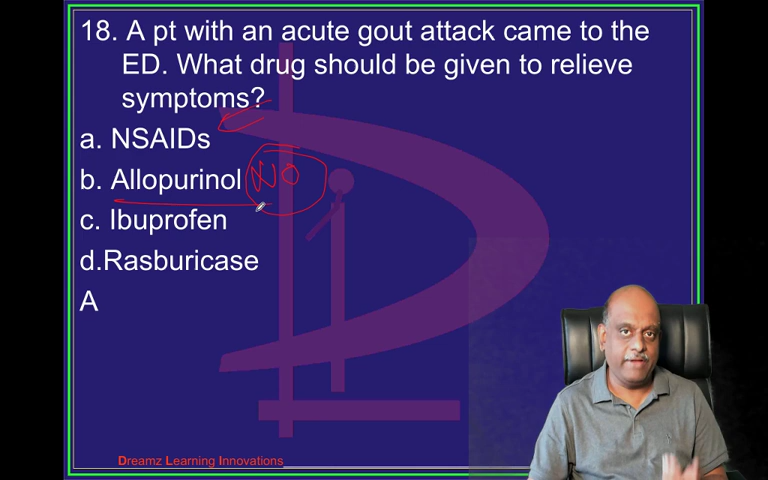 18. A pt with an acute gout attack came to the
ED. What drug should be given to relieve
symptoms?
a. NSAIDs
b. Allopurinol NO
c. Ibuprofen
d.Rasburicase
A
Dreamz Learning Innovations